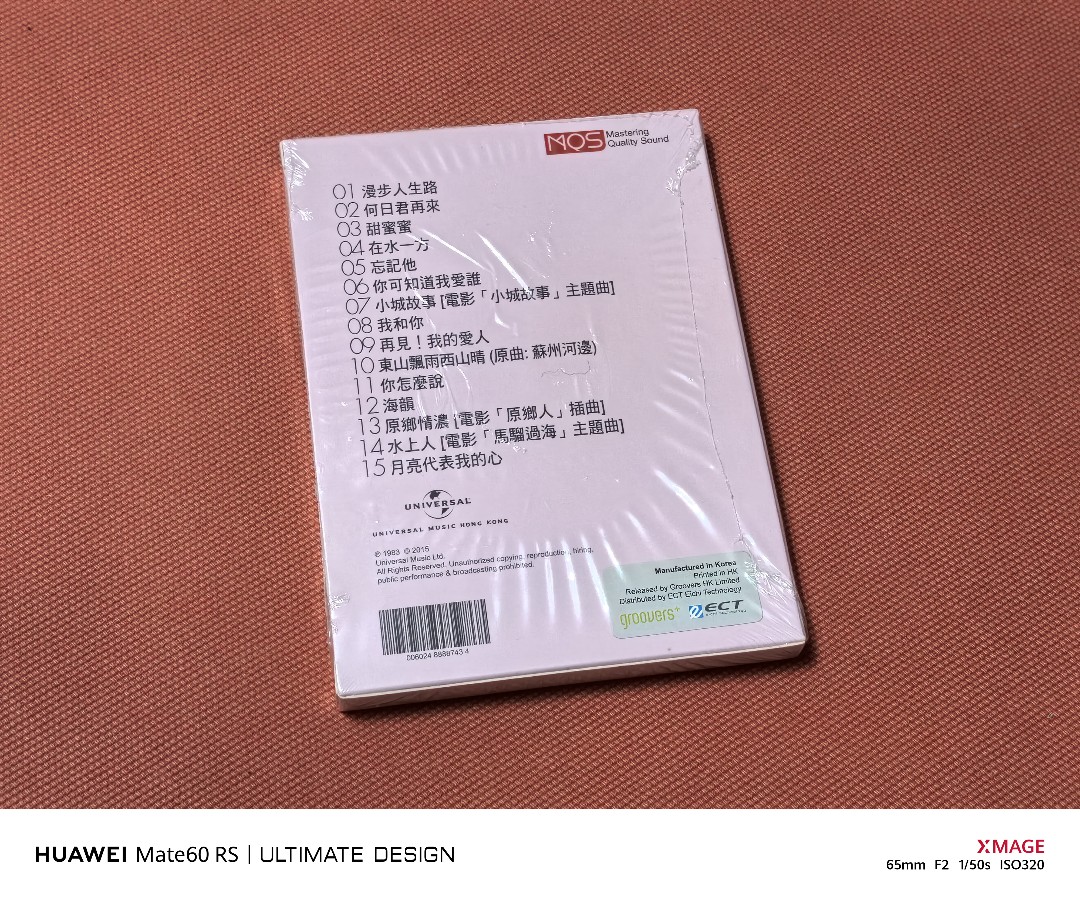 MQS Mastering
Quality Sound
01 漫步人生路
02 何日君再來
03 甜蜜蜜
04 在水一方
05 忘記他
06 你可知道我愛誰
07 小城故事 [電影「小城故事」主題曲]
08 我和你
09 再見！我的愛人
10 東山飄雨西山晴 (原曲: 蘇州河邊)
11 你怎麼說
12 海韻
13 原鄉情濃 [電影「原鄉人」插曲]
14 水上人 [電影「馬騮過海」主題曲]
15 月亮代表我的心
UNIVERSAL
UNIVERSAL MUSIC HONG KONG
℗ 1983 © 2015
Universal Music Ltd.
All Rights Reserved. Unauthorized copying, reproduction, hiring,
public performance & broadcasting prohibited.
Manufactured in Korea
Printed in HK
Released by Groovers HK Limited
Distributed by ECT Eichi Technology
groovers+ ECT
HUAWEI Mate60 RS | ULTIMATE DESIGN
XMAGE
65mm F2 1/50s ISO320